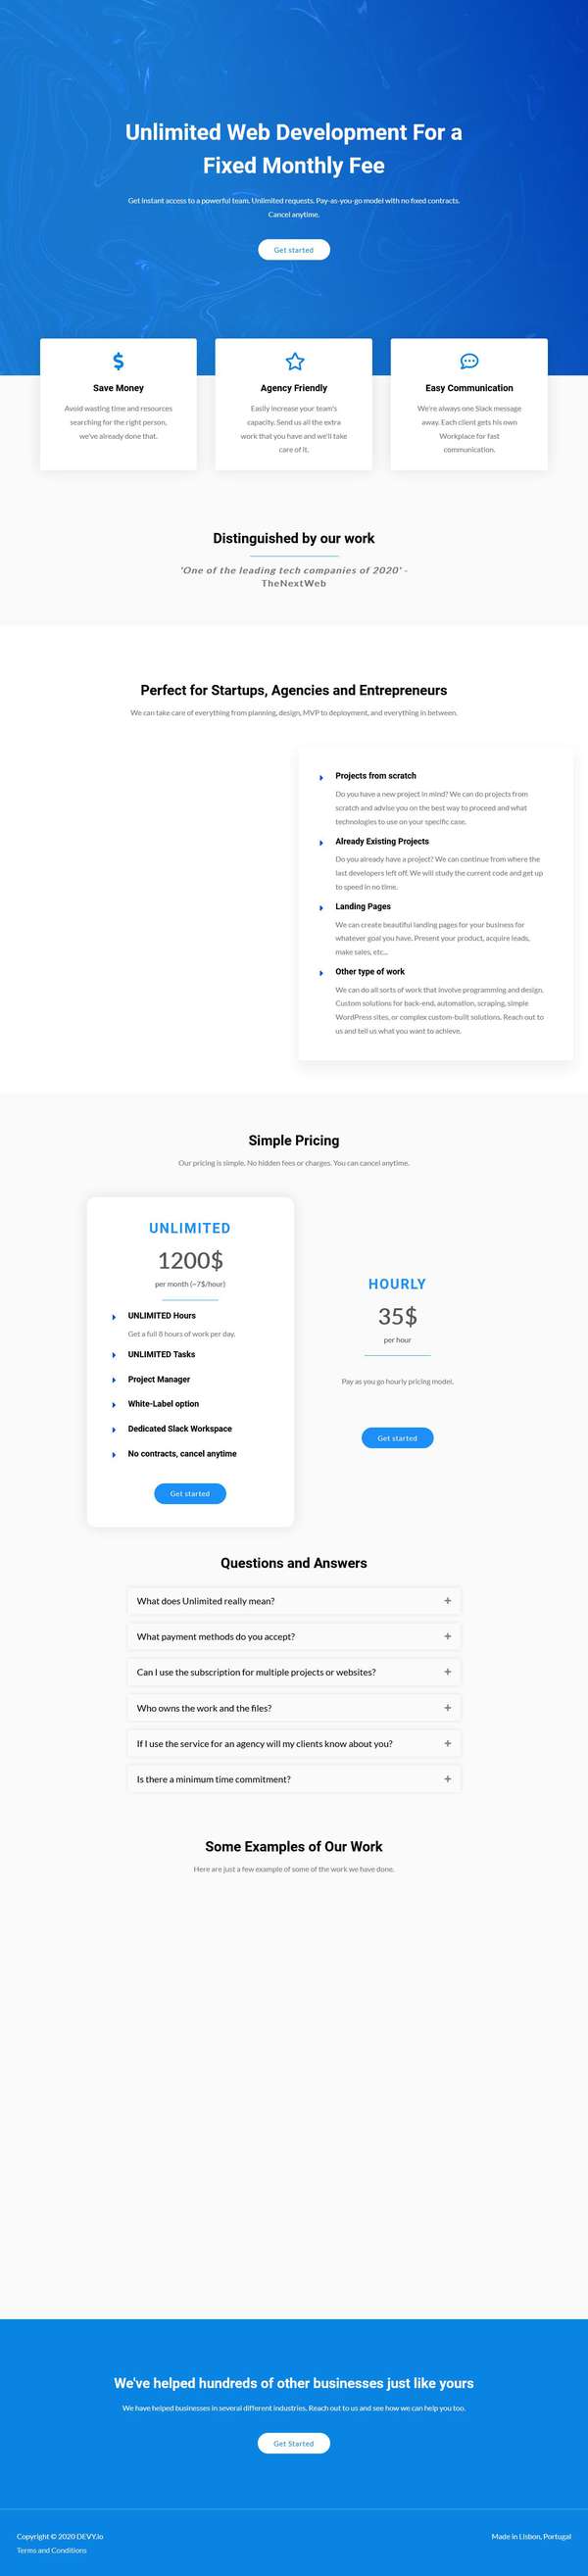 Unlimited Web Development For a
Fixed Monthly Fee
Get instant access to a powerful team. Unlimited requests. Pay-as-you-go model with no fixed contracts.
Cancel anytime.
Get started
Save Money
Avoid wasting time and resources
searching for the right person,
we've already done that.
Agency Friendly
Easily increase your team's
capacity. Send us all the extra
work that you have and we'll take
care of it.
Easy Communication
We're always one Slack message
away. Each client gets his own
Workplace for fast
communication.
Distinguished by our work
'One of the leading tech companies of 2020' -
TheNextWeb
Perfect for Startups, Agencies and Entrepreneurs
We can take care of everything from planning, design, MVP to deployment, and everything in between.
Projects from scratch
Do you have a new project in mind? We can do projects from
scratch and advise you on the best way to proceed and what
technologies to use on your specific case.
Already Existing Projects
Do you already have a project? We can continue from where the
last developers left off. We will study the current code and get up
to speed in no time.
Landing Pages
We can create beautiful landing pages for your business for
whatever goal you have. Present your product, acquire leads,
make sales, etc...
Other type of work
We can do all sorts of work that involve programming and design.
Custom solutions for back-end, automation, scraping, simple
WordPress sites, or complex custom-built solutions. Reach out to
us and tell us what you want to achieve.
Simple Pricing
Our pricing is simple. No hidden fees or charges. You can cancel anytime.
UNLIMITED
1200$
per month (~7$/hour)
UNLIMITED Hours
Get a full 8 hours of work per day.
UNLIMITED Tasks
Project Manager
White-Label option
Dedicated Slack Workspace
No contracts, cancel anytime
Get started
HOURLY
35$
per hour
Pay as you go hourly pricing model.
Get started
Questions and Answers
What does Unlimited really mean?
What payment methods do you accept?
Can I use the subscription for multiple projects or websites?
Who owns the work and the files?
If I use the service for an agency will my clients know about you?
Is there a minimum time commitment?
Some Examples of Our Work
Here are just a few example of some of the work we have done.
We've helped hundreds of other businesses just like yours
We have helped businesses in several different industries. Reach out to us and see how we can help you too.
Get Started
Copyright © 2020 DEVY.io
Terms and Conditions
Made in Lisbon, Portugal